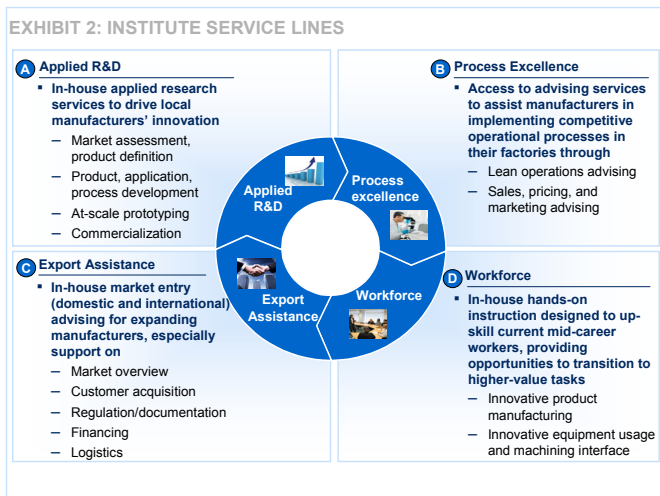 EXHIBIT 2: INSTITUTE SERVICE LINES
A Applied R&D
▪ In-house applied research
services to drive local
manufacturers' innovation
– Market assessment,
product definition
– Product, application,
process development
– At-scale prototyping
– Commercialization
B Process Excellence
▪ Access to advising services
to assist manufacturers in
implementing competitive
operational processes in
their factories through
– Lean operations advising
– Sales, pricing, and
marketing advising
Applied
R&D
Process
excellence
Export
Assistance
Workforce
C Export Assistance
▪ In-house market entry
(domestic and international)
advising for expanding
manufacturers, especially
support on
– Market overview
– Customer acquisition
– Regulation/documentation
– Financing
– Logistics
D Workforce
▪ In-house hands-on
instruction designed to up-
skill current mid-career
workers, providing
opportunities to transition to
higher-value tasks
– Innovative product
manufacturing
– Innovative equipment usage
and machining interface